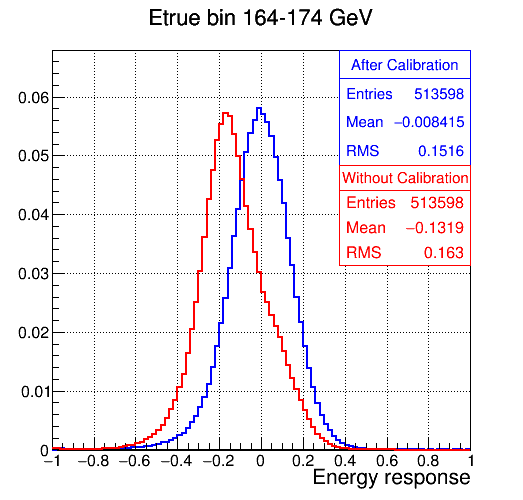 Etrue bin 164-174 GeV
After Calibration
Entries 513598
Mean −0.008415
RMS 0.1516
Without Calibration
Entries 513598
Mean −0.1319
RMS 0.163
0.06
0.05
0.04
0.03
0.02
0.01
0
−1 −0.8 −0.6 −0.4 −0.2 0 0.2 0.4 0.6 0.8 1
Energy response